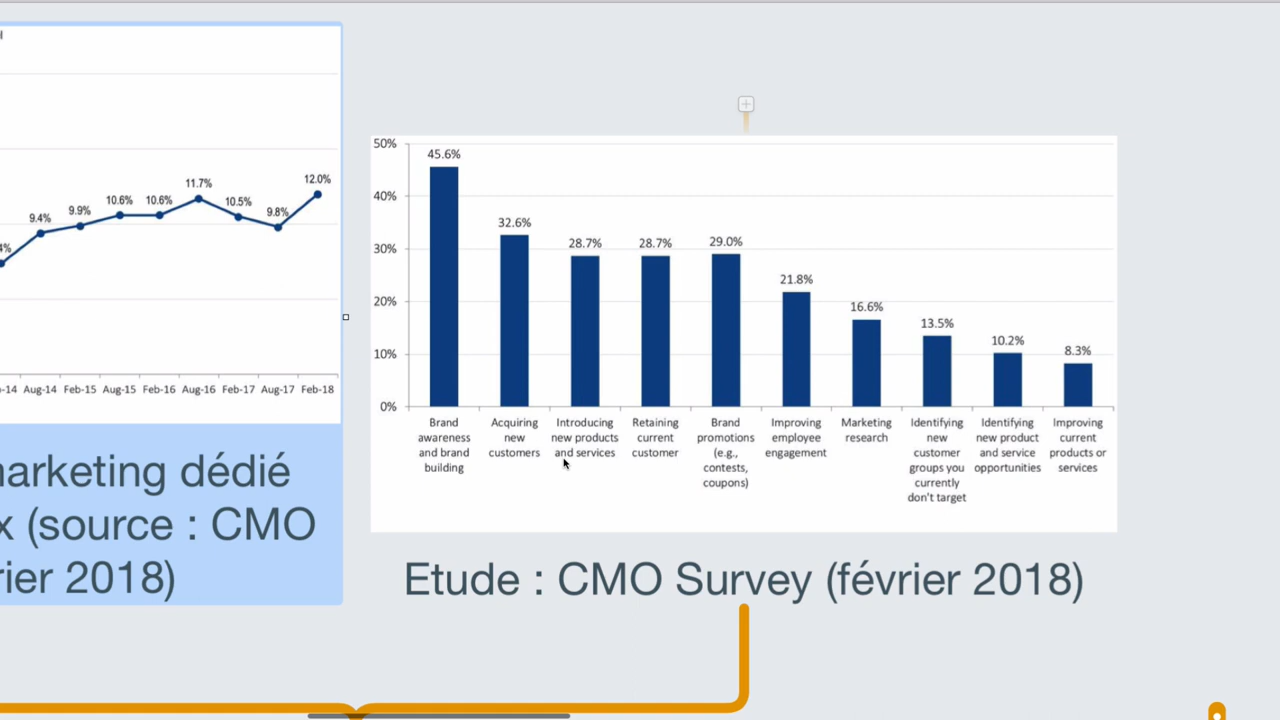 9.4%
9.9%
10.6%
10.6%
11.7%
10.5%
9.8%
12.0%
4%
-14 Aug-14 Feb-15 Aug-15 Feb-16 Aug-16 Feb-17 Aug-17 Feb-18
arketing dédié
x (source : CMO
rier 2018)
50%
40%
30%
20%
10%
0%
45.6%
32.6%
28.7%
28.7%
29.0%
21.8%
16.6%
13.5%
10.2%
8.3%
Brand
awareness
and brand
building
Acquiring
new
customers
Introducing
new products
and services
Retaining
current
customer
Brand
promotions
(e.g.,
contests,
coupons)
Improving
employee
engagement
Marketing
research
Identifying
new
customer
groups you
currently
don't target
Identifying
new product
and service
opportunities
Improving
current
products or
services
Etude : CMO Survey (février 2018)